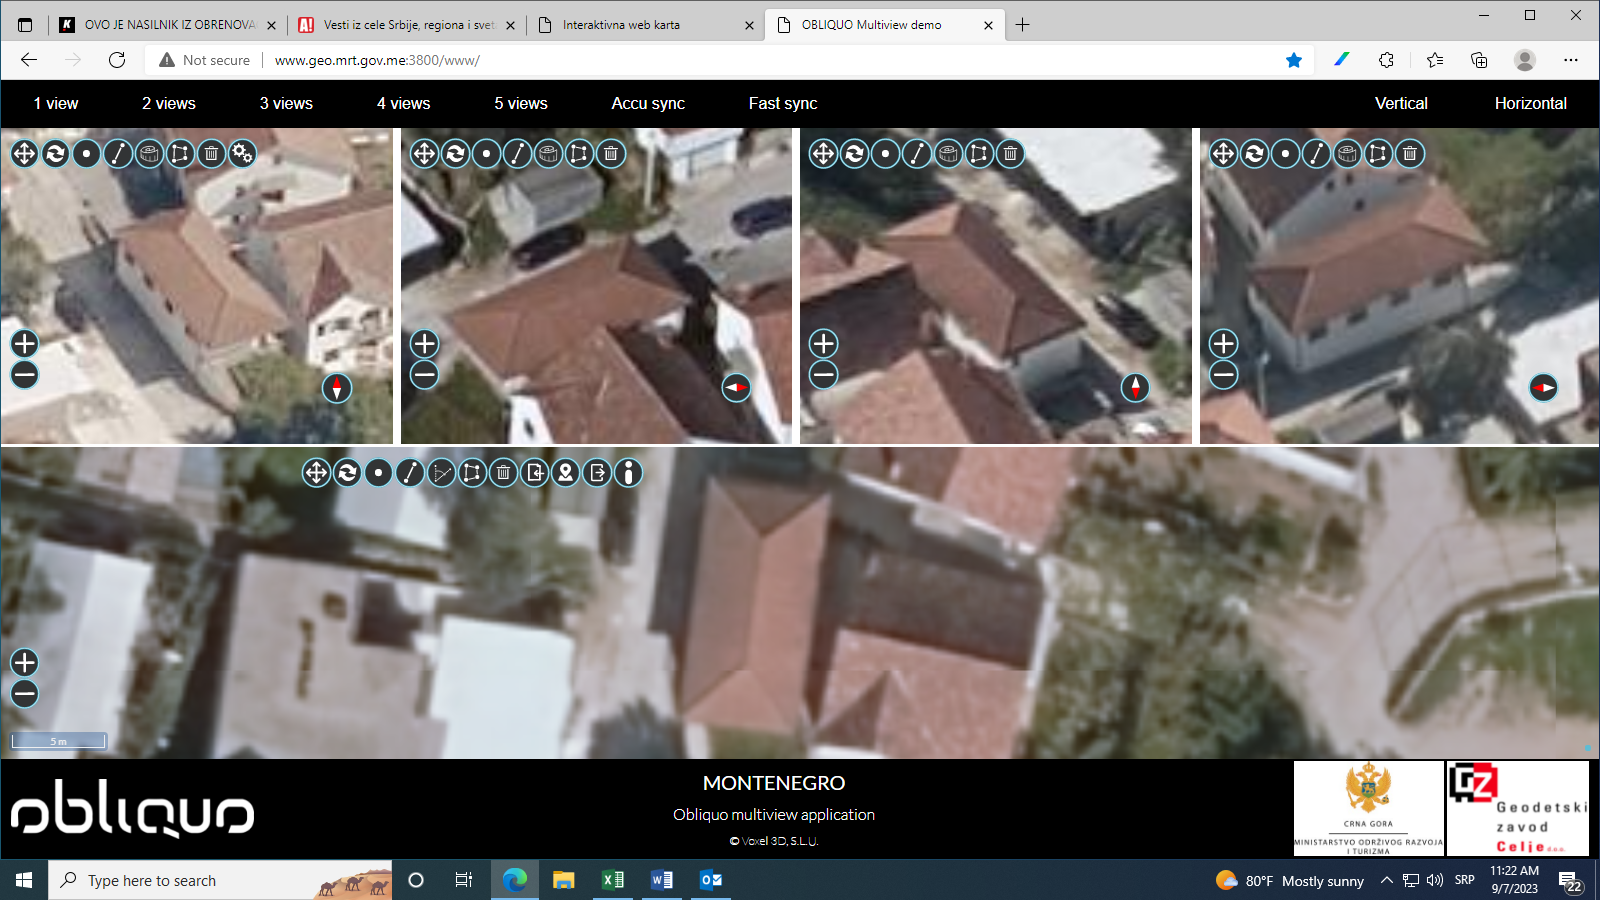 OVO JE NASILNIK IZ OBRENOVA
Vesti iz cele Srbije, regiona i svet
Interaktivna web karta
OBLIQUO Multiview demo
Not secure
www.geo.mrt.gov.me:3800/www/
1 view
2 views
3 views
4 views
5 views
Accu sync
Fast sync
Vertical
Horizontal
5 m
obliquo
MONTENEGRO
Obliquo multiview application
© Voxel 3D, S.L.U.
CRNA GORA
MINISTARSTVO ODRŽIVOG RAZVOJA
I TURIZMA
GZ
Geodetski
zavod
Celje d.o.o.
Type here to search
80°F Mostly sunny
SRP
11:22 AM
9/7/2023
22